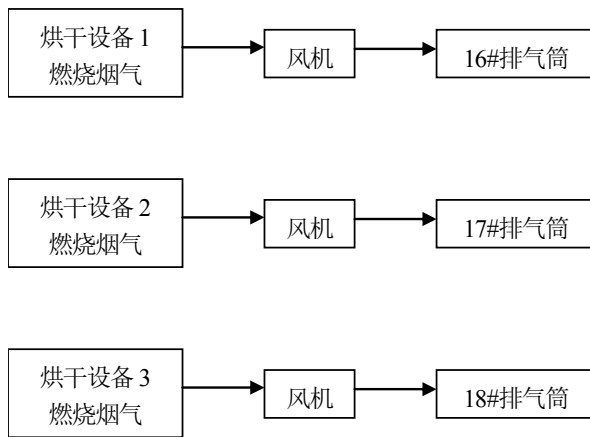 烘干设备 1
燃烧烟气
风机
16#排气筒
烘干设备 2
燃烧烟气
风机
17#排气筒
烘干设备 3
燃烧烟气
风机
18#排气筒